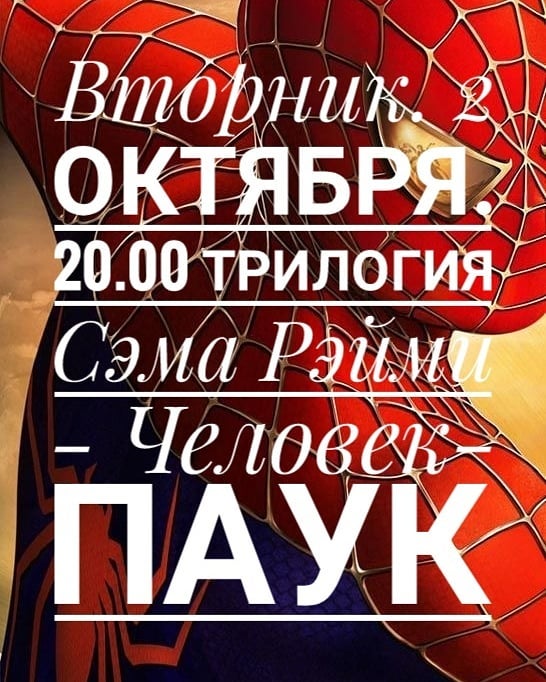 Вторник. 2
ОКТЯБРЯ.
20.00 ТРИЛОГИЯ
Сэма Рэйми
- Человек-
ПАУК